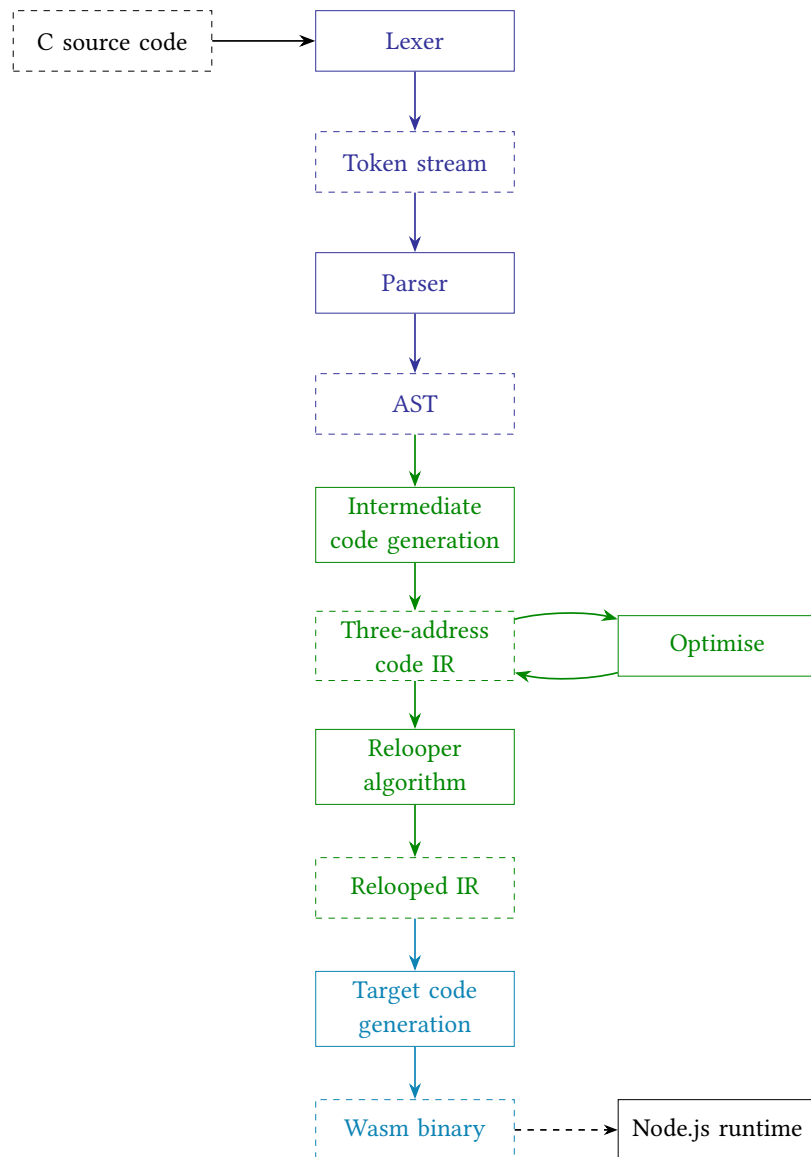 C source code
Lexer
Token stream
Parser
AST
Intermediate
code generation
Three-address
code IR
Optimise
Relooper
algorithm
Relooped IR
Target code
generation
Wasm binary
Node.js runtime